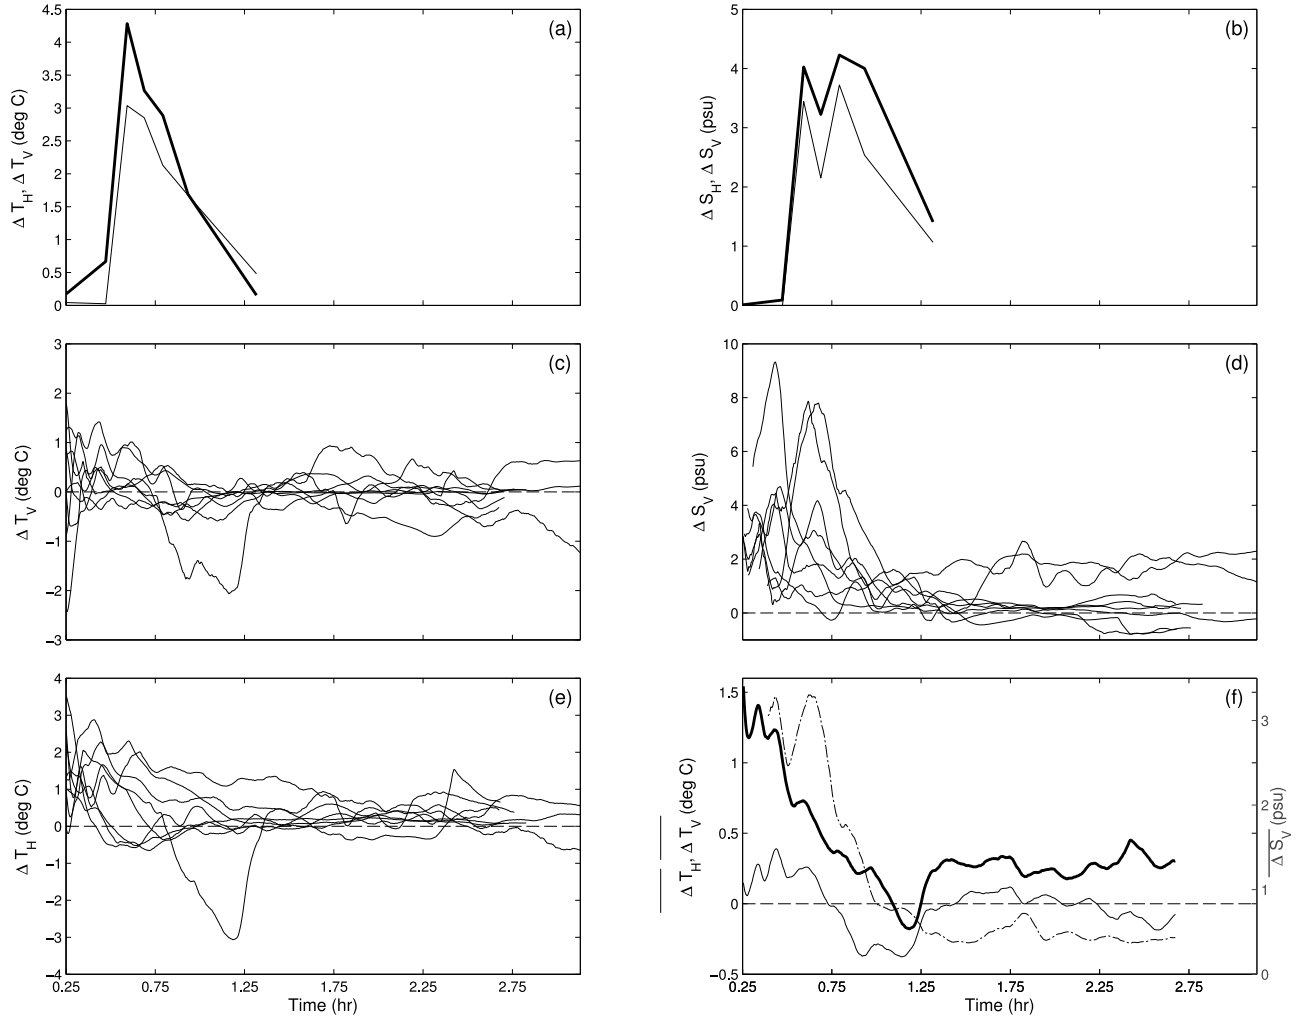 (a)
4.5
4
3.5
3
2.5
2
1.5
1
0.5
0
Δ T_H, Δ T_V (deg C)
(b)
5
4
3
2
1
0
Δ S_H, Δ S_V (psu)
(c)
3
2
1
0
−1
−2
−3
Δ T_V (deg C)
(d)
10
8
6
4
2
0
Δ S_V (psu)
(e)
4
3
2
1
0
−1
−2
−3
−4
Δ T_H (deg C)
0.25 0.75 1.25 1.75 2.25 2.75
Time (hr)
(f)
1.5
1
0.5
0
−0.5
Δ T_H, Δ T_V (deg C)
3
2
1
0
Δ S_V (psu)
0.25 0.75 1.25 1.75 2.25 2.75
Time (hr)